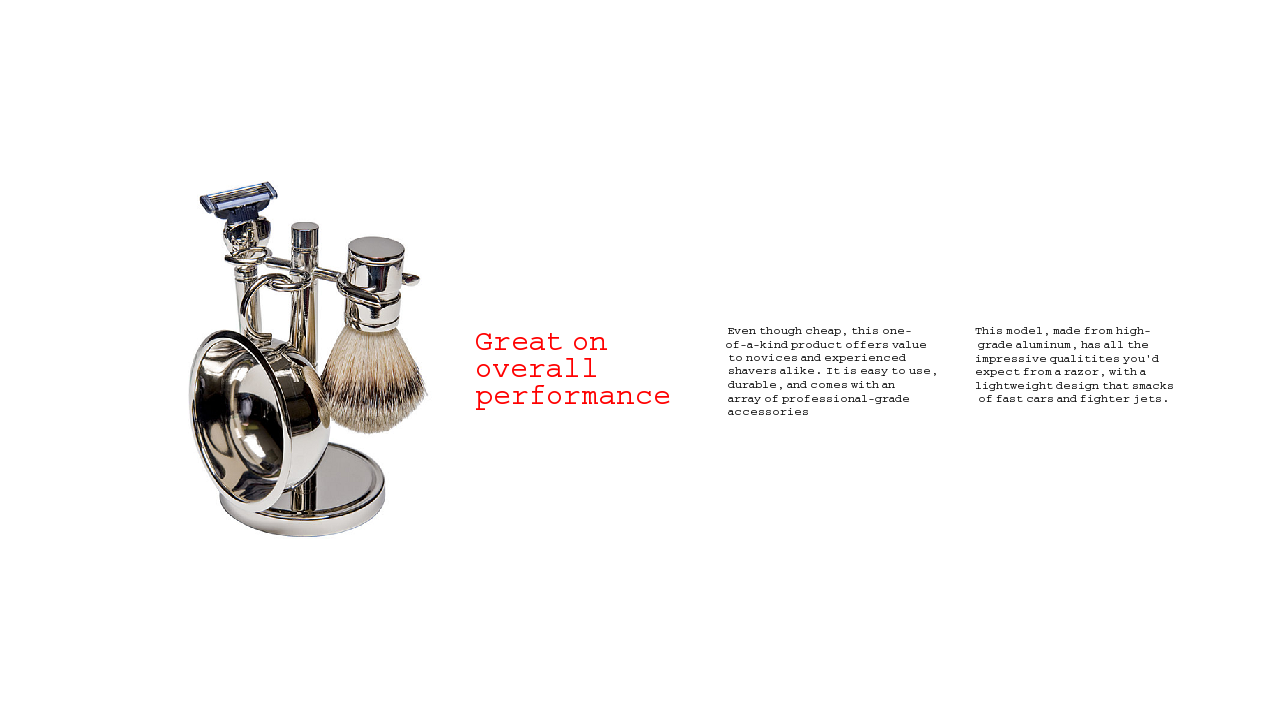 Great on
overall
performance
Even though cheap, this one-
of-a-kind product offers value
to novices and experienced
shavers alike. It is easy to use,
durable, and comes with an
array of professional-grade
accessories
This model, made from high-
grade aluminum, has all the
impressive qualitites you'd
expect from a razor, with a
lightweight design that smacks
of fast cars and fighter jets.